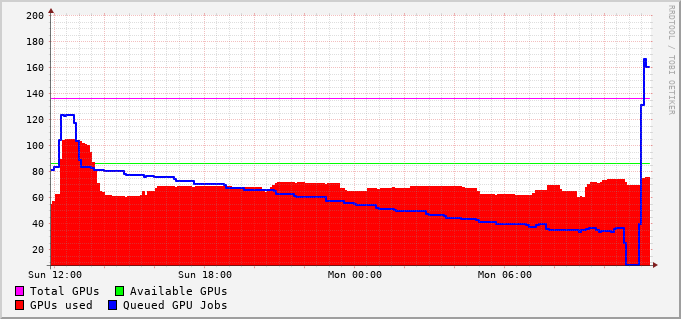 200
180
160
140
120
100
80
60
40
20
Sun 12:00 Sun 18:00 Mon 00:00 Mon 06:00
Total GPUs Available GPUs
GPUs used Queued GPU Jobs
RRDTOOL / TOBI OETIKER